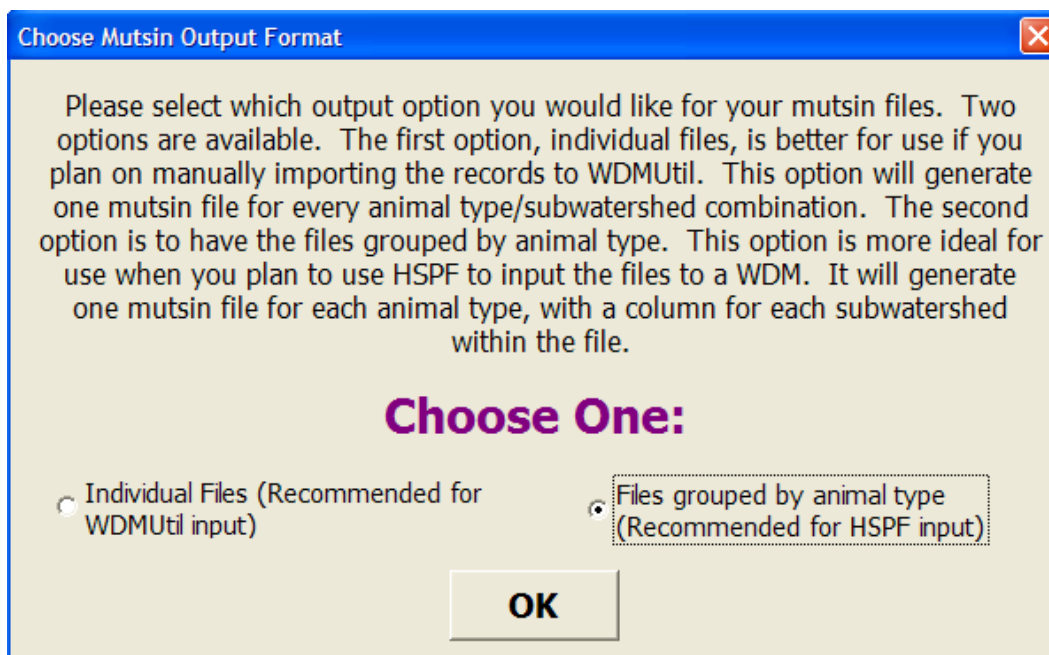 Choose Mutsin Output Format
Please select which output option you would like for your mutsin files.  Two
options are available.  The first option, individual files, is better for use if you
plan on manually importing the records to WDMUtil.  This option will generate
one mutsin file for every animal type/subwatershed combination.  The second
option is to have the files grouped by animal type.  This option is more ideal for
use when you plan to use HSPF to input the files to a WDM.  It will generate
one mutsin file for each animal type, with a column for each subwatershed
within the file.
Choose One:
Individual Files (Recommended for
WDMUtil input)
Files grouped by animal type
(Recommended for HSPF input)
OK